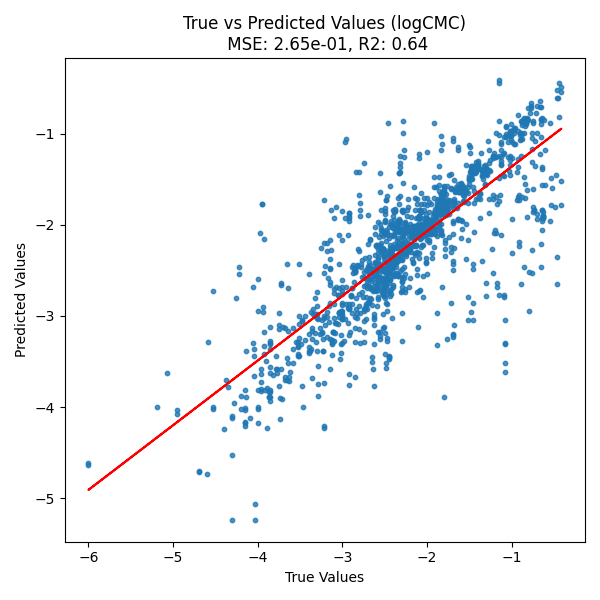 True vs Predicted Values (logCMC)
MSE: 2.65e-01, R2: 0.64
Predicted Values
−1
−2
−3
−4
−5
−6 −5 −4 −3 −2 −1
True Values